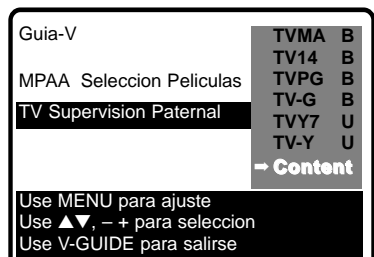 Guia-V
MPAA Seleccion Peliculas
TV Supervision Paternal
TVMA B
TV14 B
TVPG B
TV-G B
TVY7 U
TV-Y U
➡ Content
Use MENU para ajuste
Use ▲▼, – + para seleccion
Use V-GUIDE para salirse